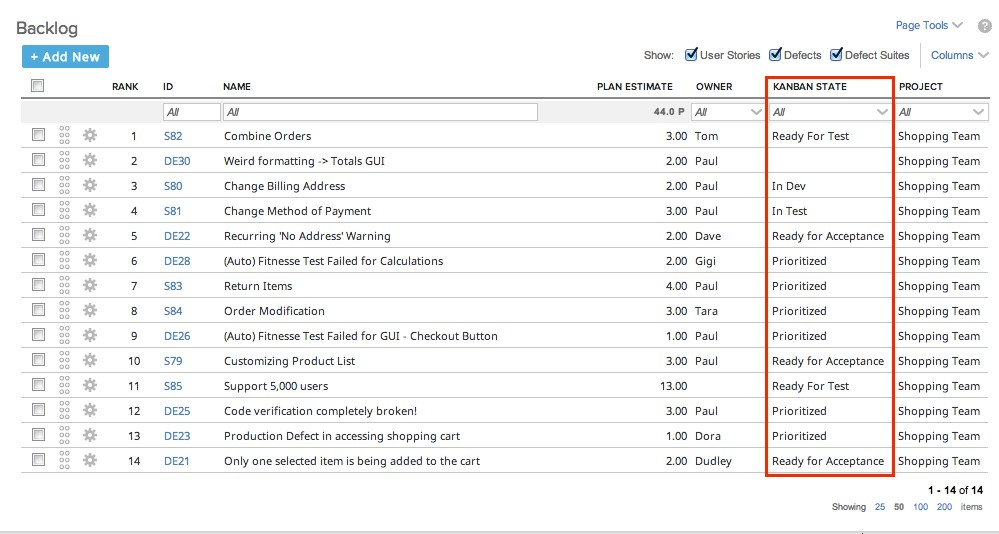 Backlog
Page Tools
?
+ Add New
Show: User Stories Defects Defect Suites Columns
RANK ID NAME PLAN ESTIMATE OWNER KANBAN STATE PROJECT
All All 44.0 P All All All
1 S82 Combine Orders 3.00 Tom Ready For Test Shopping Team
2 DE30 Weird formatting -> Totals GUI 2.00 Paul Shopping Team
3 S80 Change Billing Address 2.00 Paul In Dev Shopping Team
4 S81 Change Method of Payment 3.00 Paul In Test Shopping Team
5 DE22 Recurring 'No Address' Warning 2.00 Dave Ready for Acceptance Shopping Team
6 DE28 (Auto) Fitnesse Test Failed for Calculations 2.00 Gigi Prioritized Shopping Team
7 S83 Return Items 4.00 Paul Prioritized Shopping Team
8 S84 Order Modification 3.00 Tara Prioritized Shopping Team
9 DE26 (Auto) Fitnesse Test Failed for GUI - Checkout Button 1.00 Paul Prioritized Shopping Team
10 S79 Customizing Product List 3.00 Paul Ready for Acceptance Shopping Team
11 S85 Support 5,000 users 13.00 Ready For Test Shopping Team
12 DE25 Code verification completely broken! 3.00 Paul Prioritized Shopping Team
13 DE23 Production Defect in accessing shopping cart 1.00 Dora Prioritized Shopping Team
14 DE21 Only one selected item is being added to the cart 2.00 Dudley Ready for Acceptance Shopping Team
1 - 14 of 14
Showing 25 50 100 200 items